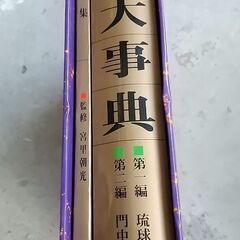 大事典
第一編 琉球
第二編 門中
集
監修 宮里朝光